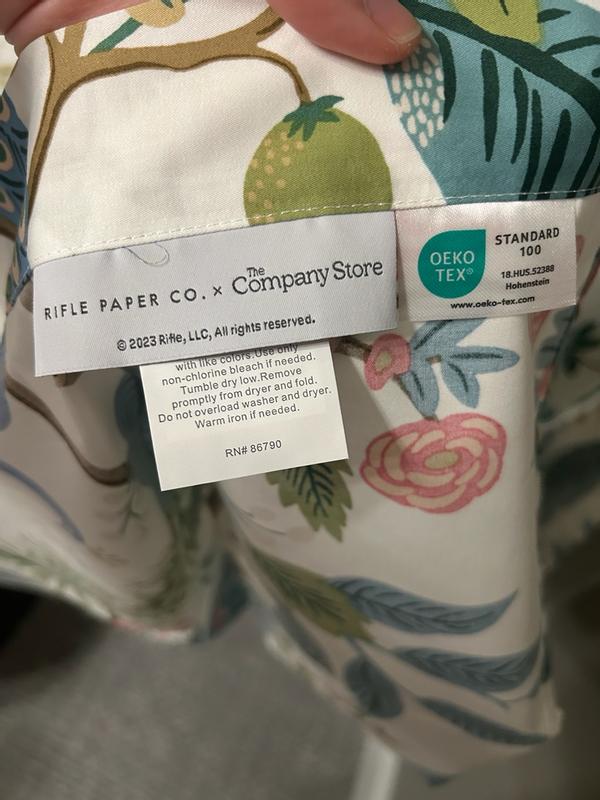 RIFLE PAPER CO. × The Company Store
© 2023 Rifle, LLC, All rights reserved.
OEKO
TEX®
STANDARD
100
18.HUS.52388
Hohenstein
www.oeko-tex.com
with like colors.Use only
non-chlorine bleach if needed.
Tumble dry low.Remove
promptly from dryer and fold.
Do not overload washer and dryer.
Warm iron if needed.
RN# 86790